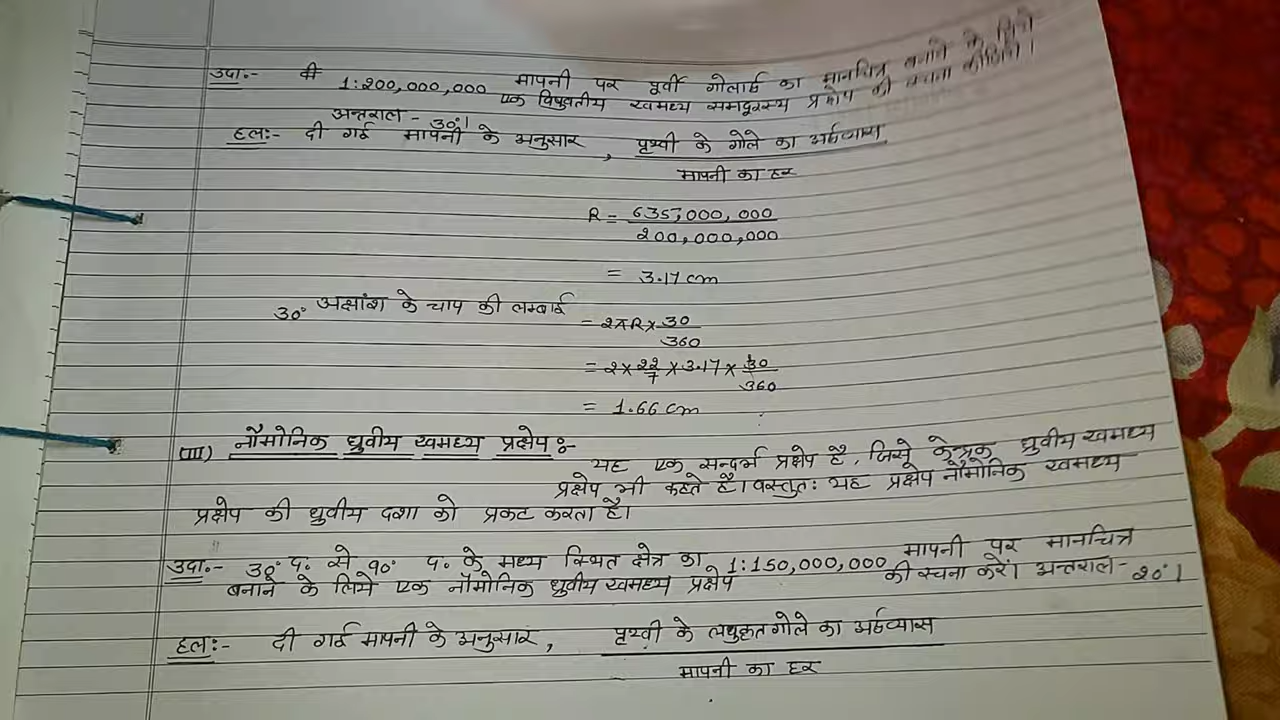 उदाः- दी 1:200,000,000 मापनी पर पूर्वी गोलार्द्ध का मानचित्र बनाने के लिये
एक विषुवतीय खमध्य समदूरस्थ प्रक्षेप की रचना कीजिये।
अन्तराल - 30°।
हलः- दी गई मापनी के अनुसार, पृथ्वी के गोले का अर्द्धव्यास
मापनी का हर
R = 635,000,000
200,000,000
= 3.17 cm
30° अक्षांश के चाप की लम्बाई
= 2πR × 30
360
= 2 × 22/7 × 3.17 × 30
360
= 1.66 cm
(III) नौमोनिक ध्रुवीय खमध्य प्रक्षेप :-
यह एक सन्दर्भ प्रक्षेप है, जिसे केन्द्रक ध्रुवीय खमध्य
प्रक्षेप भी कहते है। वस्तुतः यह प्रक्षेप नौमोनिक खमध्य
प्रक्षेप की ध्रुवीय दशा को प्रकट करता है।
उदाः- 30° द. से 90° द. के मध्य स्थित क्षेत्र का 1:150,000,000 मापनी पर मानचित्र
बनाने के लिये एक नौमोनिक ध्रुवीय खमध्य प्रक्षेप की रचना करें। अन्तराल - 20°।
हलः- दी गई मापनी के अनुसार, पृथ्वी के लघुकृत गोले का अर्द्धव्यास
मापनी का हर